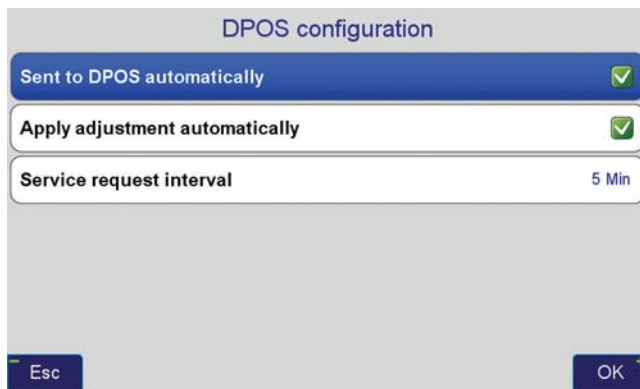 DPOS configuration
Sent to DPOS automatically
Apply adjustment automatically
Service request interval 5 Min
Esc OK